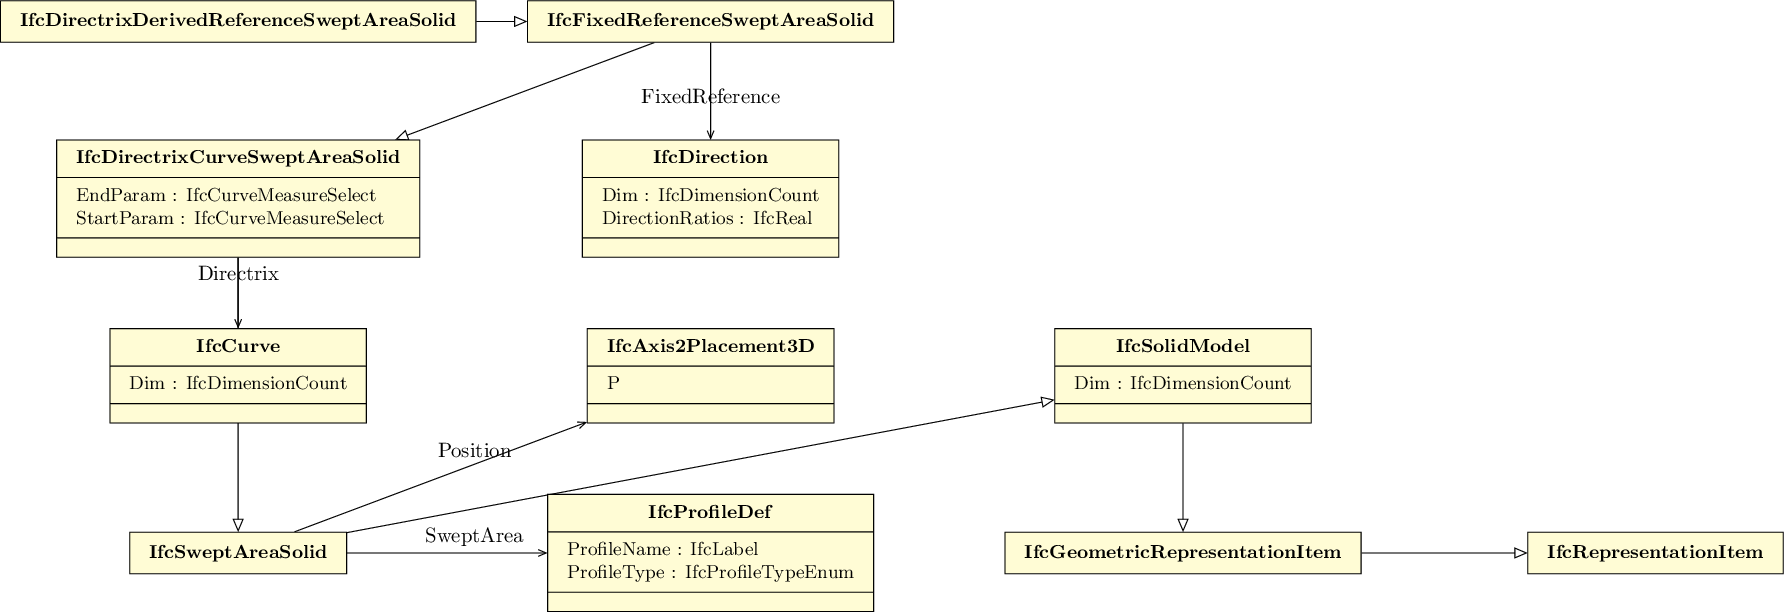 IfcDirectrixDerivedReferenceSweptAreaSolid
IfcFixedReferenceSweptAreaSolid
FixedReference
IfcDirectrixCurveSweptAreaSolid
EndParam : IfcCurveMeasureSelect
StartParam : IfcCurveMeasureSelect
IfcDirection
Dim : IfcDimensionCount
DirectionRatios : IfcReal
Directrix
IfcCurve
Dim : IfcDimensionCount
IfcAxis2Placement3D
P
IfcSolidModel
Dim : IfcDimensionCount
Position
IfcSweptAreaSolid
SweptArea
IfcProfileDef
ProfileName : IfcLabel
ProfileType : IfcProfileTypeEnum
IfcGeometricRepresentationItem
IfcRepresentationItem